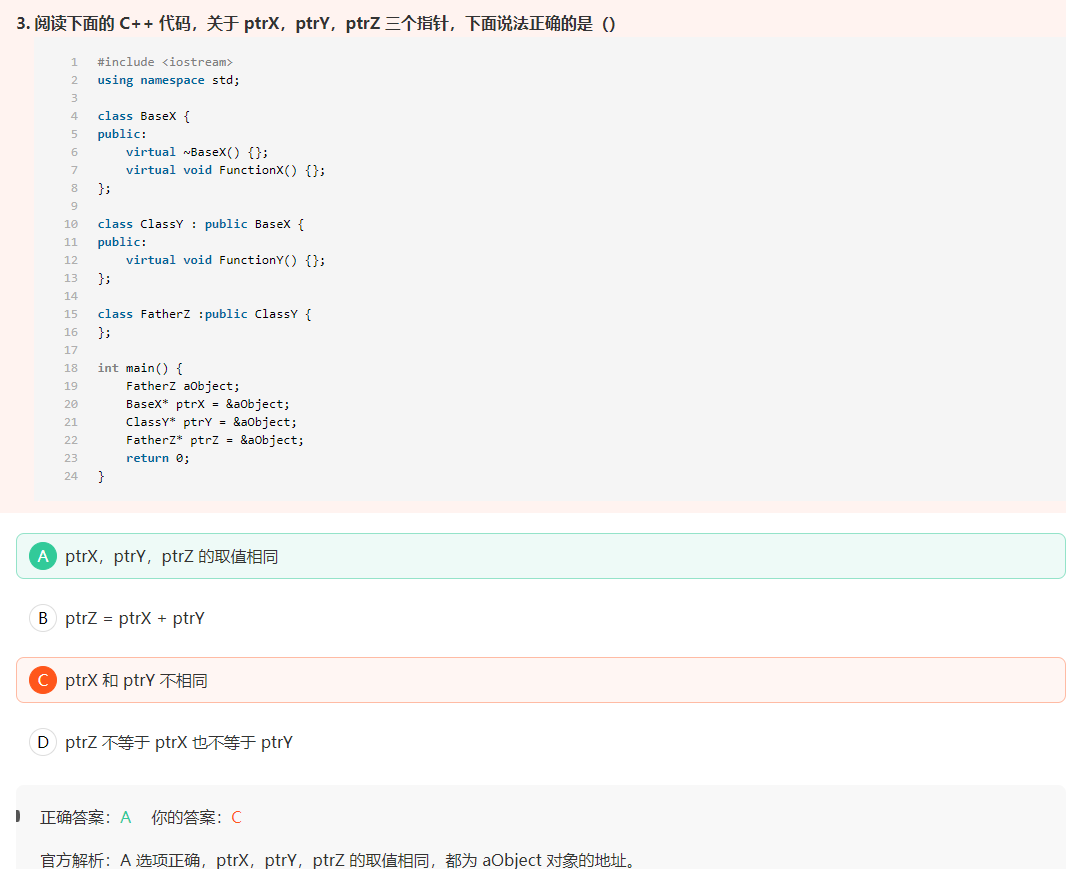 3. 阅读下面的 C++ 代码，关于 ptrX，ptrY，ptrZ 三个指针，下面说法正确的是（）
1 #include <iostream>
2 using namespace std;
3
4 class BaseX {
5 public:
6     virtual ~BaseX() {};
7     virtual void FunctionX() {};
8 };
9
10 class ClassY : public BaseX {
11 public:
12     virtual void FunctionY() {};
13 };
14
15 class FatherZ :public ClassY {
16 };
17
18 int main() {
19     FatherZ aObject;
20     BaseX* ptrX = &aObject;
21     ClassY* ptrY = &aObject;
22     FatherZ* ptrZ = &aObject;
23     return 0;
24 }
A ptrX，ptrY，ptrZ 的取值相同
B ptrZ = ptrX + ptrY
C ptrX 和 ptrY 不相同
D ptrZ 不等于 ptrX 也不等于 ptrY
正确答案：A 你的答案：C
官方解析：A 选项正确，ptrX，ptrY，ptrZ 的取值相同，都为 aObject 对象的地址。